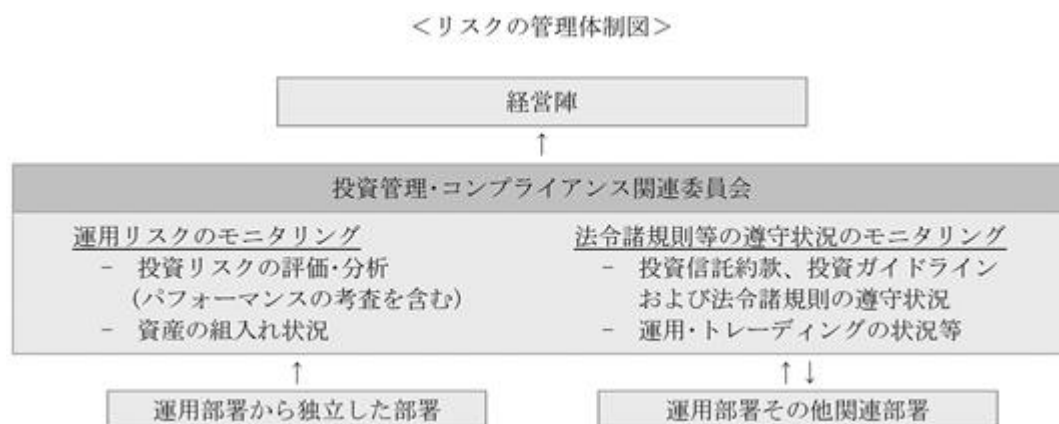 ＜リスクの管理体制図＞
経営陣
↑
投資管理･コンプライアンス関連委員会
運用リスクのモニタリング
− 投資リスクの評価･分析
(パフォーマンスの考査を含む)
− 資産の組入れ状況
法令諸規則等の遵守状況のモニタリング
− 投資信託約款、投資ガイドライン
および法令諸規則の遵守状況
− 運用･トレーディングの状況等
↑
↑↓
運用部署から独立した部署
運用部署その他関連部署